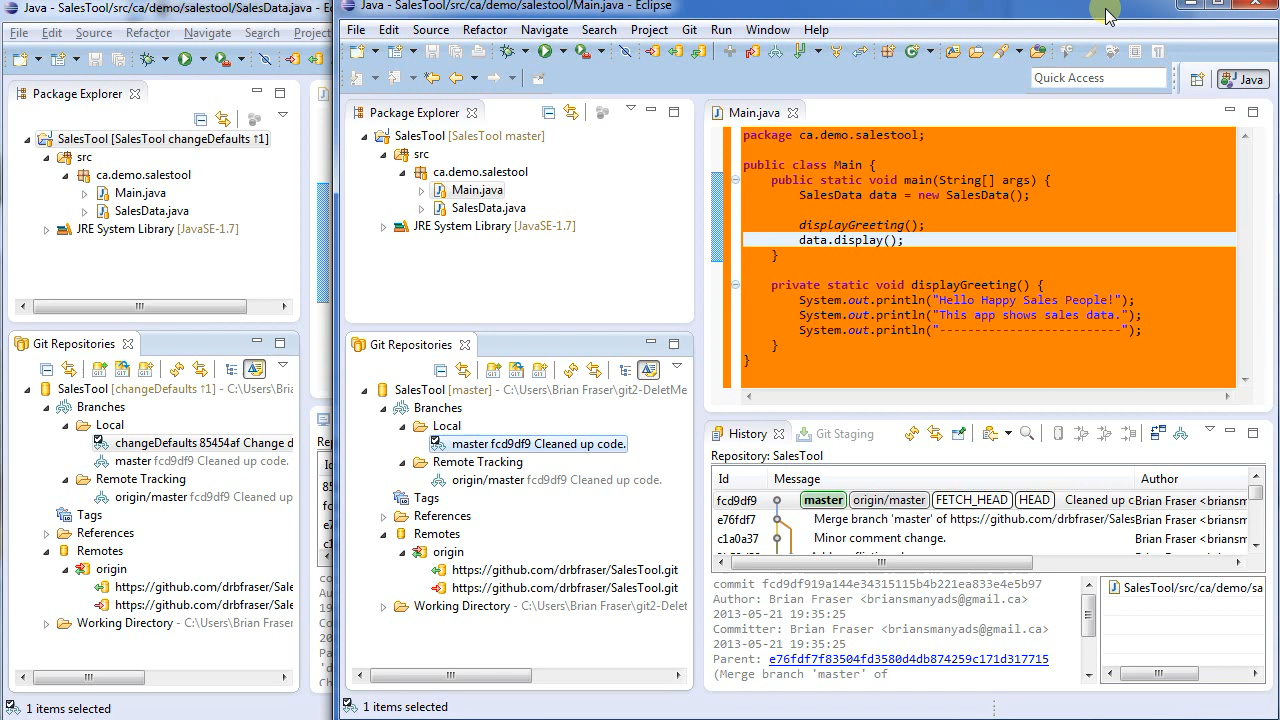 Java - SalesTool/src/ca/demo/salestool/SalesData.java - Ec
File Edit Source Refactor Navigate Search Project
Package Explorer
SalesTool [SalesTool changeDefaults ↑1]
src
ca.demo.salestool
Main.java
SalesData.java
JRE System Library [JavaSE-1.7]
Git Repositories
SalesTool [changeDefaults ↑1] - C:\Users\Bria
Branches
Local
changeDefaults 85454af Change d
master fcd9df9 Cleaned up code.
Remote Tracking
origin/master fcd9df9 Cleaned up
Tags
References
Remotes
origin
https://github.com/drbfraser/Sale
https://github.com/drbfraser/Sale
Working Directory - C:\Users\Brian Fraser
1 items selected
Java - SalesTool/src/ca/demo/salestool/Main.java - Eclipse
File Edit Source Refactor Navigate Search Project Git Run Window Help
Quick Access
Java
Package Explorer
SalesTool [SalesTool master]
src
ca.demo.salestool
Main.java
SalesData.java
JRE System Library [JavaSE-1.7]
Git Repositories
SalesTool [master] - C:\Users\Brian Fraser\git2-DeletMe
Branches
Local
master fcd9df9 Cleaned up code.
Remote Tracking
origin/master fcd9df9 Cleaned up code.
Tags
References
Remotes
origin
https://github.com/drbfraser/SalesTool.git
https://github.com/drbfraser/SalesTool.git
Working Directory - C:\Users\Brian Fraser\git2-Delet
1 items selected
Main.java
package ca.demo.salestool;
public class Main {
public static void main(String[] args) {
SalesData data = new SalesData();
displayGreeting();
data.display();
}
private static void displayGreeting() {
System.out.println("Hello Happy Sales People!");
System.out.println("This app shows sales data.");
System.out.println("--------------------------");
}
}
History Git Staging
Repository: SalesTool
Id Message Author
fcd9df9 master origin/master FETCH_HEAD HEAD Cleaned up c Brian Fraser <briansm
e76fdf7 Merge branch 'master' of https://github.com/drbfraser/Sales Brian Fraser <briansmy
c1a0a37 Minor comment change. Brian Fraser <briansmy
commit fcd9df919a144e34315115b4b221ea833e4e5b97
Author: Brian Fraser <briansmanyads@gmail.ca>
2013-05-21 19:35:25
Committer: Brian Fraser <briansmanyads@gmail.ca>
2013-05-21 19:35:25
Parent: e76fdf7f83504fd3580d4db874259c171d317715
(Merge branch 'master' of
SalesTool/src/ca/demo/sa